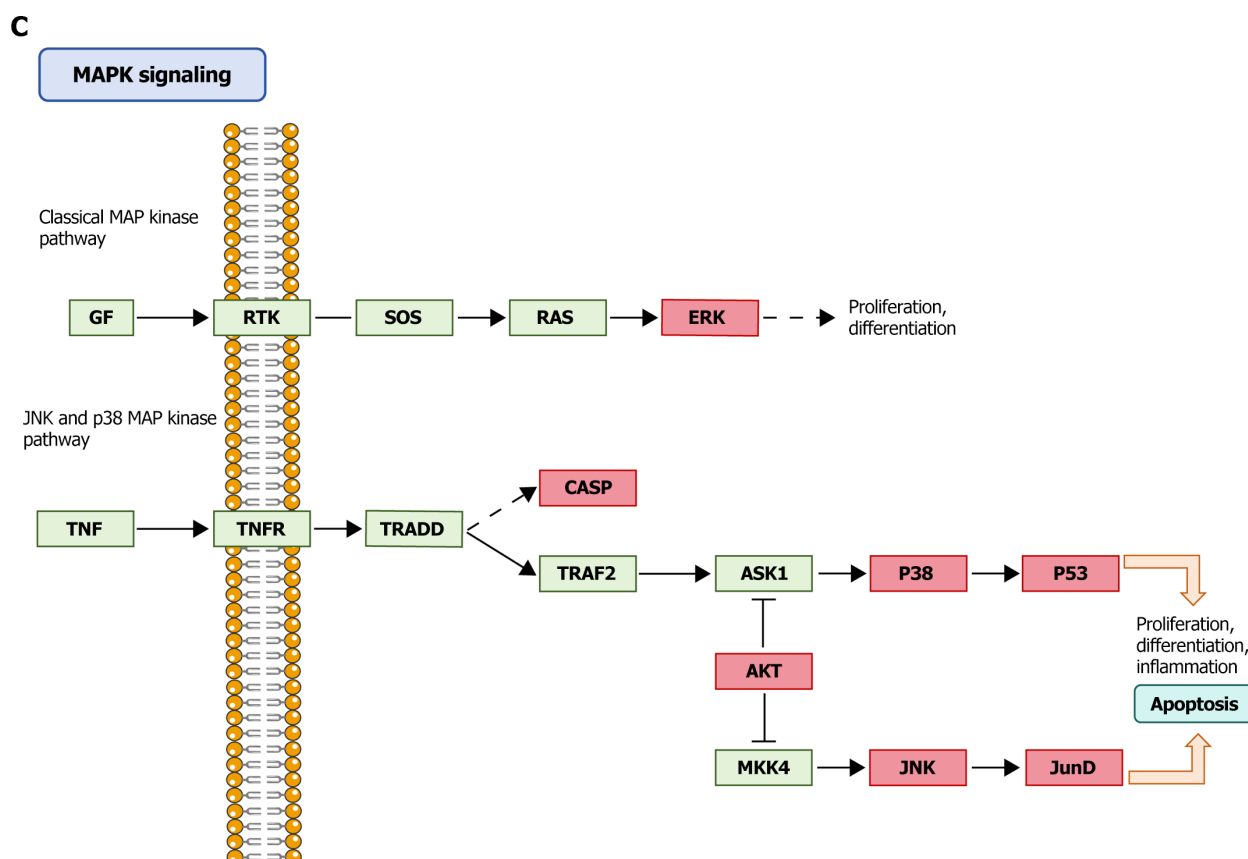 C
MAPK signaling
Classical MAP kinase
pathway
GF
RTK
SOS
RAS
ERK
Proliferation,
differentiation
JNK and p38 MAP kinase
pathway
CASP
TNF
TNFR
TRADD
TRAF2
ASK1
P38
P53
Proliferation,
differentiation,
inflammation
AKT
Apoptosis
MKK4
JNK
JunD